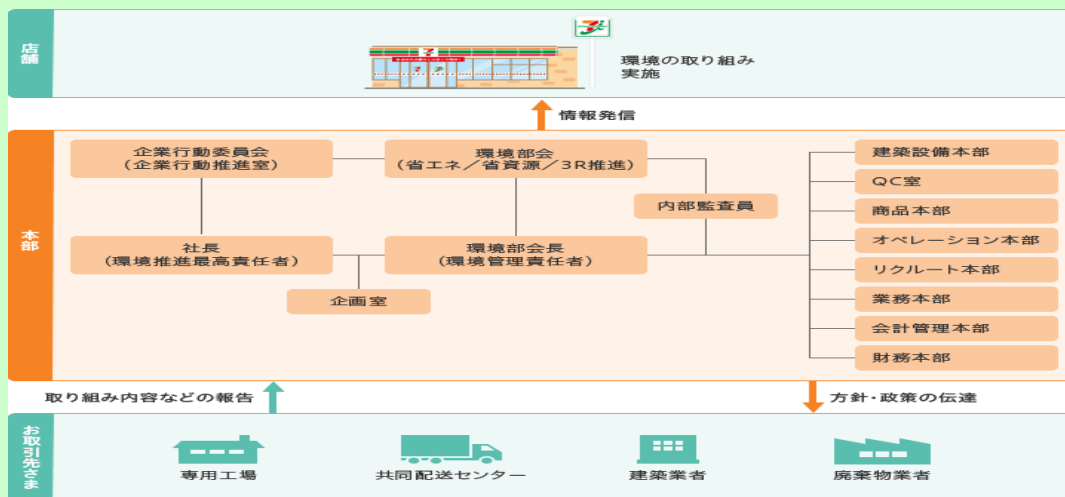 店舗
環境の取り組み
実施
情報発信
本部
企業行動委員会
(企業行動推進室)
環境部会
(省エネ／省資源／3R推進)
内部監査員
社長
(環境推進最高責任者)
環境部会長
(環境管理責任者)
企画室
建築設備本部
QC室
商品本部
オペレーション本部
リクルート本部
業務本部
会計管理本部
財務本部
取り組み内容などの報告
方針・政策の伝達
お取引先さま
専用工場
共同配送センター
建築業者
廃棄物業者